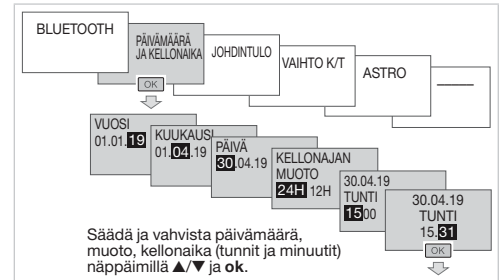 BLUETOOTH
PÄIVÄMÄÄRÄ
JA KELLONAIKA
JOHDINTULO
VAIHTO K/T
ASTRO
OK
VUOSI
01.01.19
KUUKAUSI
01.04.19
PÄIVÄ
30.04.19
KELLONAJAN
MUOTO
24H 12H
30.04.19
TUNTI
15:00
30.04.19
TUNTI
15.31
OK
Säädä ja vahvista päivämäärä,
muoto, kellonaika (tunnit ja minuutit)
näppäimillä ▲/▼ ja ok.